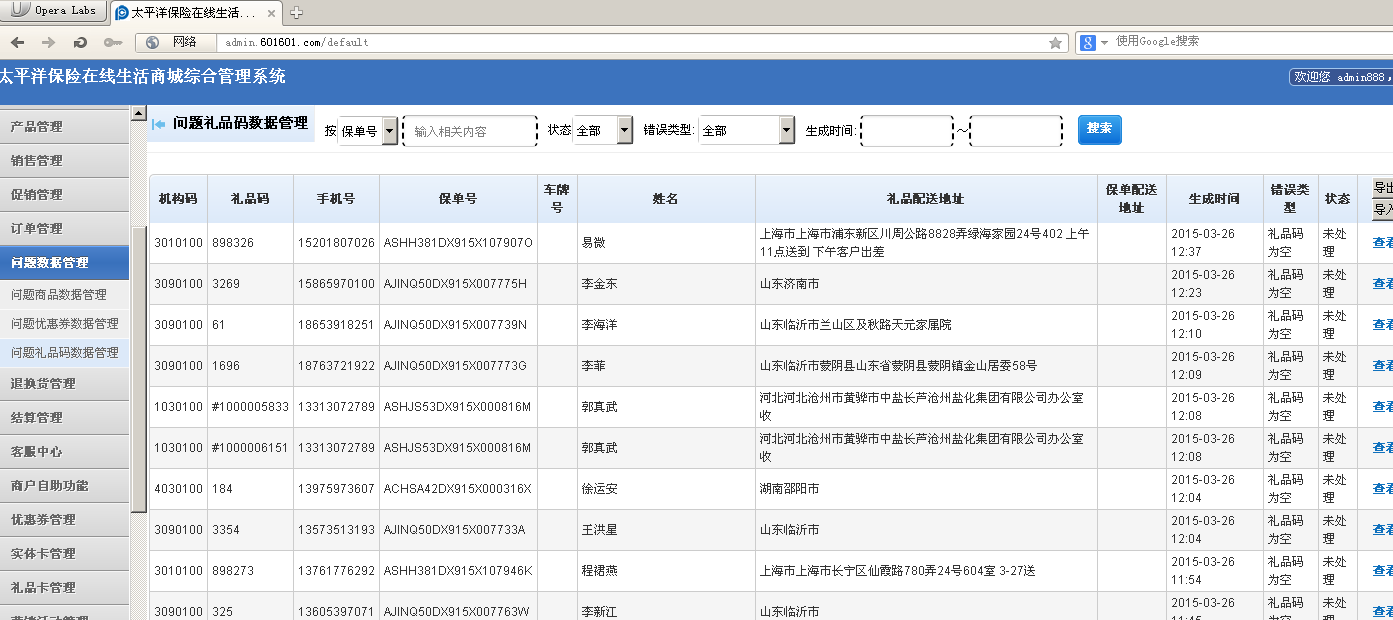 Opera Labs
太平洋保险在线生活...
网络 admin.601601.com/default
使用Google搜索
太平洋保险在线生活商城综合管理系统
欢迎您 admin888,
产品管理
销售管理
促销管理
订单管理
问题数据管理
问题商品数据管理
问题优惠券数据管理
问题礼品码数据管理
退换货管理
结算管理
客服中心
商户自助功能
优惠券管理
实体卡管理
礼品卡管理
营销活动管理
问题礼品码数据管理 按 保单号 输入相关内容 状态 全部 错误类型: 全部 生成时间: ~ 搜索
机构码 礼品码 手机号 保单号 车牌号 姓名 礼品配送地址 保单配送地址 生成时间 错误类型 状态 导出
导入
3010100 898326 15201807026 ASHH381DX915X107907O 易微 上海市上海市浦东新区川周公路8828弄绿海家园24号402 上午11点送到 下午客户出差 2015-03-26 12:37 礼品码为空 未处理 查看
3090100 3269 15865970100 AJINQ50DX915X007775H 李金东 山东济南市 2015-03-26 12:23 礼品码为空 未处理 查看
3090100 61 18653918251 AJINQ50DX915X007739N 李海洋 山东临沂市兰山区及秋路天元家属院 2015-03-26 12:10 礼品码为空 未处理 查看
3090100 1696 18763721922 AJINQ50DX915X007773G 李菲 山东临沂市蒙阴县山东省蒙阴县蒙阴镇金山居委58号 2015-03-26 12:09 礼品码为空 未处理 查看
1030100 #1000005833 13313072789 ASHJS53DX915X000816M 郭真武 河北河北沧州市黄骅市中盐长芦沧州盐化集团有限公司办公室收 2015-03-26 12:08 礼品码为空 未处理 查看
1030100 #1000006151 13313072789 ASHJS53DX915X000816M 郭真武 河北河北沧州市黄骅市中盐长芦沧州盐化集团有限公司办公室收 2015-03-26 12:08 礼品码为空 未处理 查看
4030100 184 13975973607 ACHSA42DX915X000316X 徐运安 湖南邵阳市 2015-03-26 12:04 礼品码为空 未处理 查看
3090100 3354 13573513193 AJINQ50DX915X007733A 王洪星 山东临沂市 2015-03-26 12:04 礼品码为空 未处理 查看
3010100 898273 13761776292 ASHH381DX915X107946K 程裙燕 上海市上海市长宁区仙霞路780弄24号604室 3-27送 2015-03-26 11:54 礼品码为空 未处理 查看
3090100 325 13605397071 AJINQ50DX915X007763W 李新江 山东临沂市 2015-03-26 礼品码 未处 查看